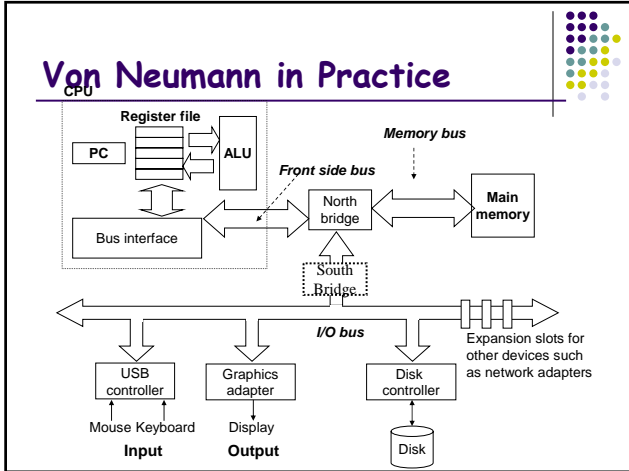 Von Neumann in Practice
CPU
Register file
PC
ALU
Memory bus
Front side bus
North
bridge
Main
memory
Bus interface
South
Bridge
I/O bus
Expansion slots for
other devices such
as network adapters
USB
controller
Graphics
adapter
Disk
controller
Mouse Keyboard
Display
Input
Output
Disk